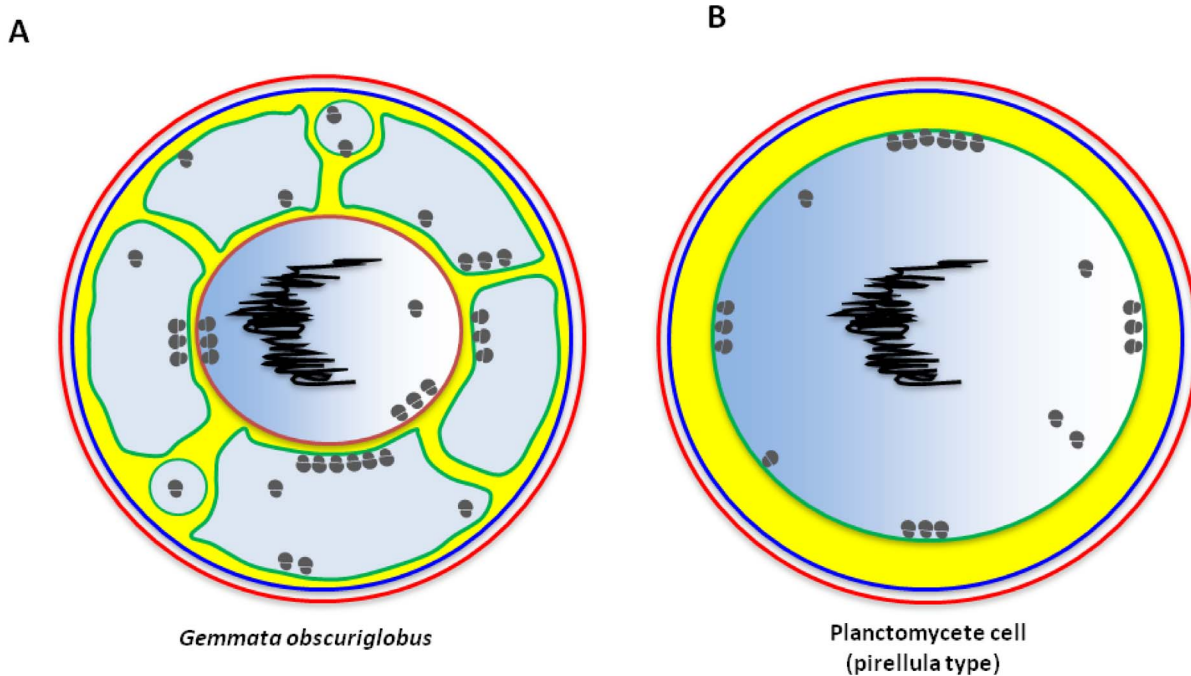 A
B
Gemmata obscuriglobus
Planctomycete cell
(pirellula type)